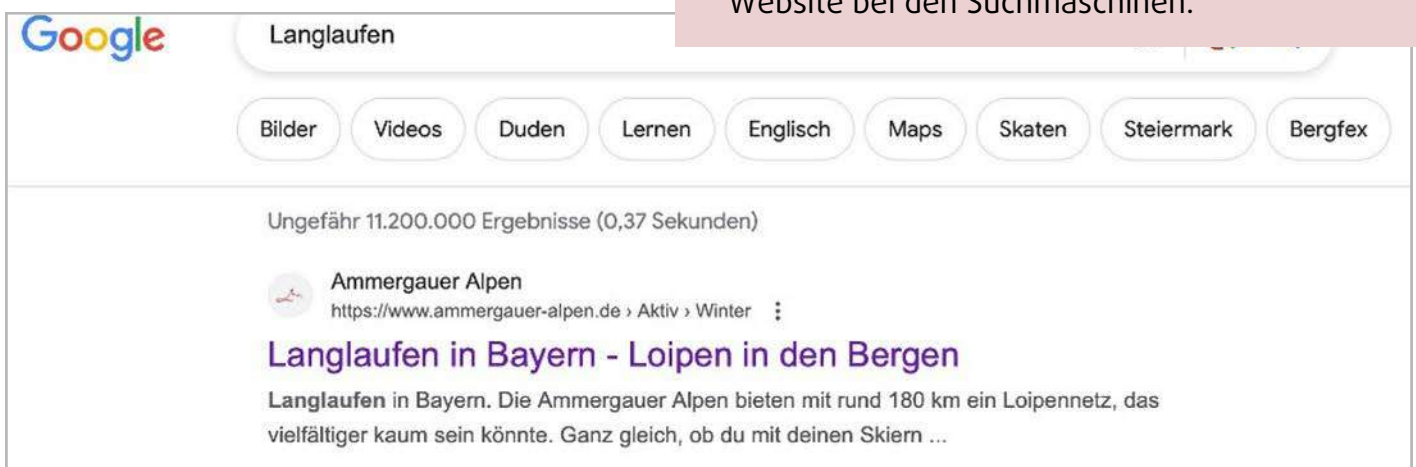 Website bei den Suchmaschinen.
Google
Langlaufen
Bilder Videos Duden Lernen Englisch Maps Skaten Steiermark Bergfex
Ungefähr 11.200.000 Ergebnisse (0,37 Sekunden)
Ammergauer Alpen
https://www.ammergauer-alpen.de › Aktiv › Winter
Langlaufen in Bayern - Loipen in den Bergen
Langlaufen in Bayern. Die Ammergauer Alpen bieten mit rund 180 km ein Loipennetz, das
vielfältiger kaum sein könnte. Ganz gleich, ob du mit deinen Skiern ...